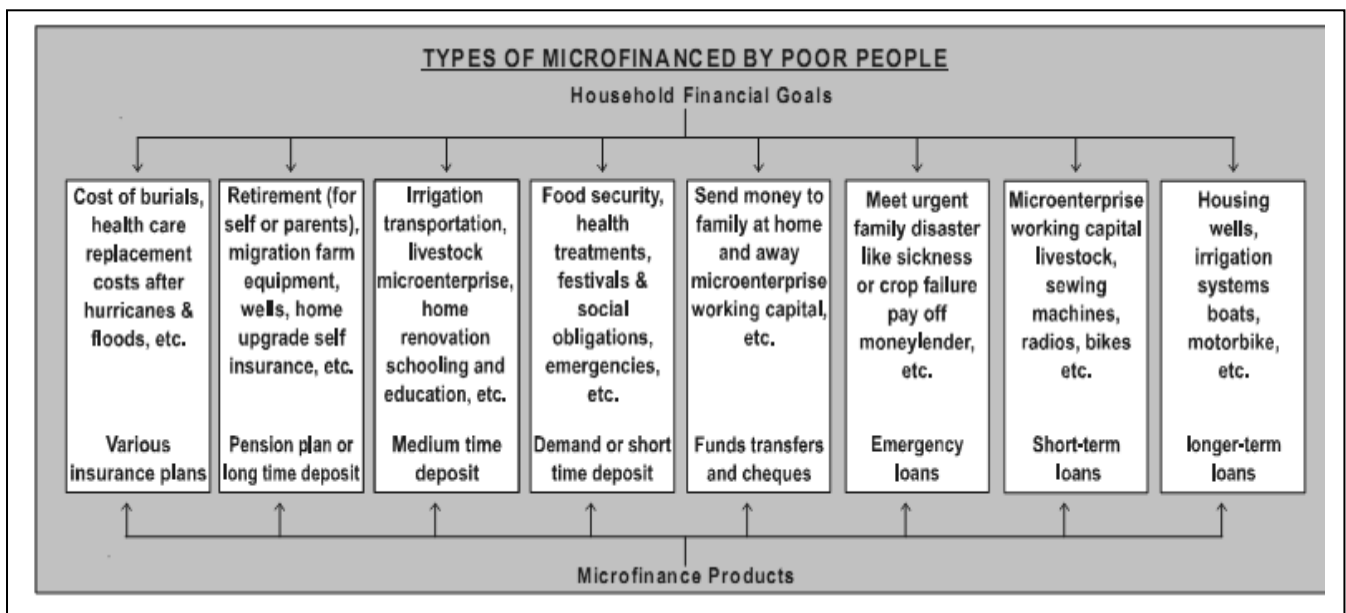 TYPES OF MICROFINANCED BY POOR PEOPLE
Household Financial Goals
Cost of burials,
health care
replacement
costs after
hurricanes &
floods, etc.
Various
insurance plans
Retirement (for
self or parents),
migration farm
equipment,
wells, home
upgrade self
insurance, etc.
Pension plan or
long time deposit
Irrigation
transportation,
livestock
microenterprise,
home
renovation
schooling and
education, etc.
Medium time
deposit
Food security,
health
treatments,
festivals &
social
obligations,
emergencies,
etc.
Demand or short
time deposit
Send money to
family at home
and away
microenterprise
working capital,
etc.
Funds transfers
and cheques
Meet urgent
family disaster
like sickness
or crop failure
pay off
moneylender,
etc.
Emergency
loans
Microenterprise
working capital
livestock,
sewing
machines,
radios, bikes
etc.
Short-term
loans
Housing
wells,
irrigation
systems
boats,
motorbike,
etc.
longer-term
loans
Microfinance Products